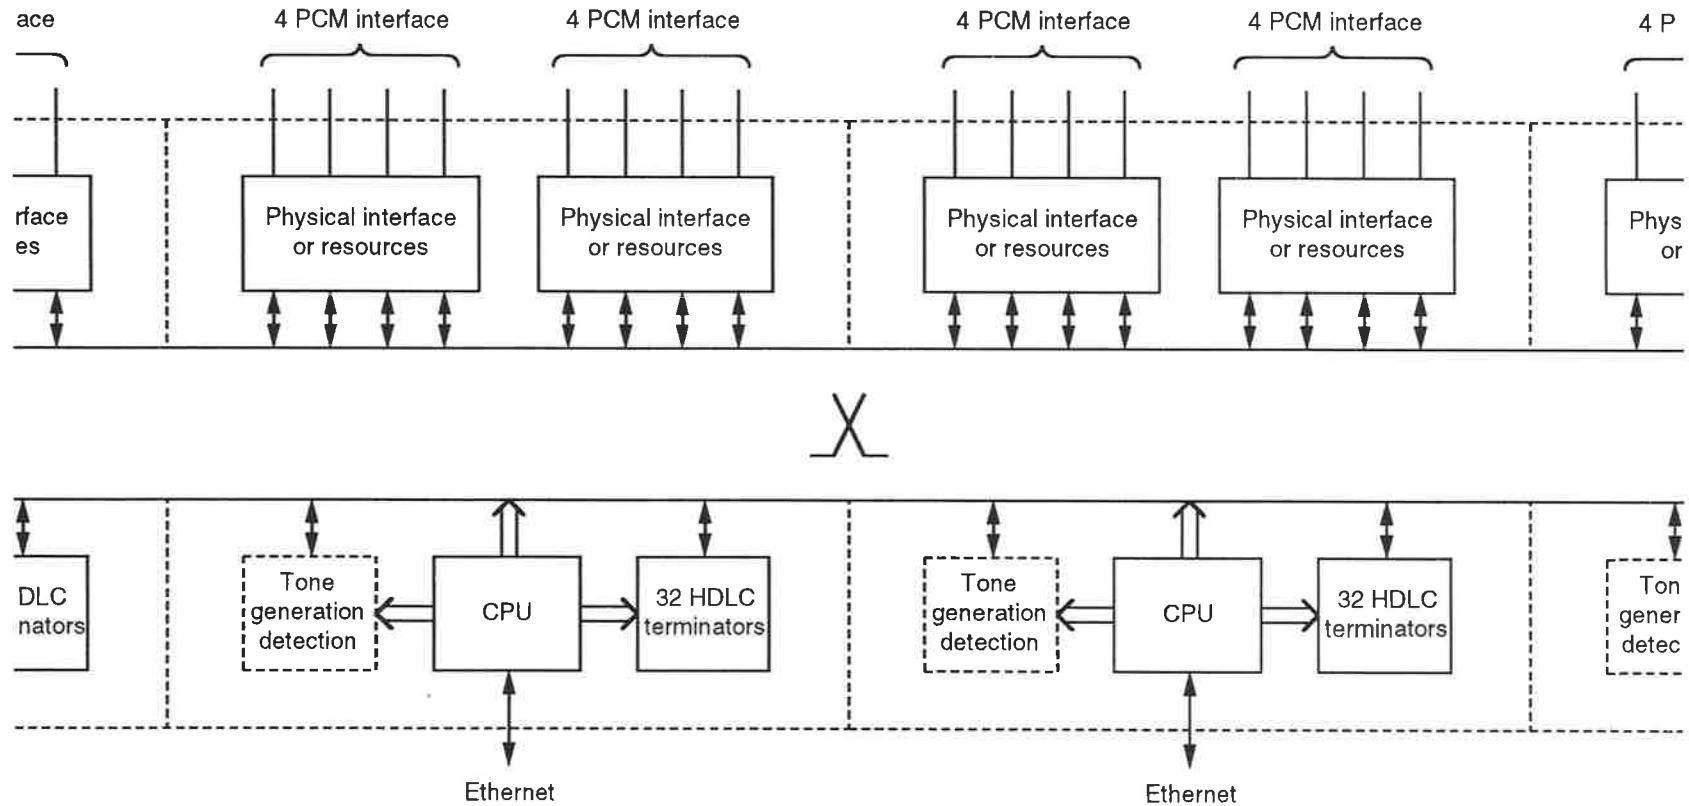 ace
4 PCM interface
4 PCM interface
4 PCM interface
4 PCM interface
4 P
rface
es
Physical interface
or resources
Physical interface
or resources
Physical interface
or resources
Physical interface
or resources
Phys
or
DLC
nators
Tone
generation
detection
CPU
32 HDLC
terminators
Tone
generation
detection
CPU
32 HDLC
terminators
Ton
gener
detec
Ethernet
Ethernet